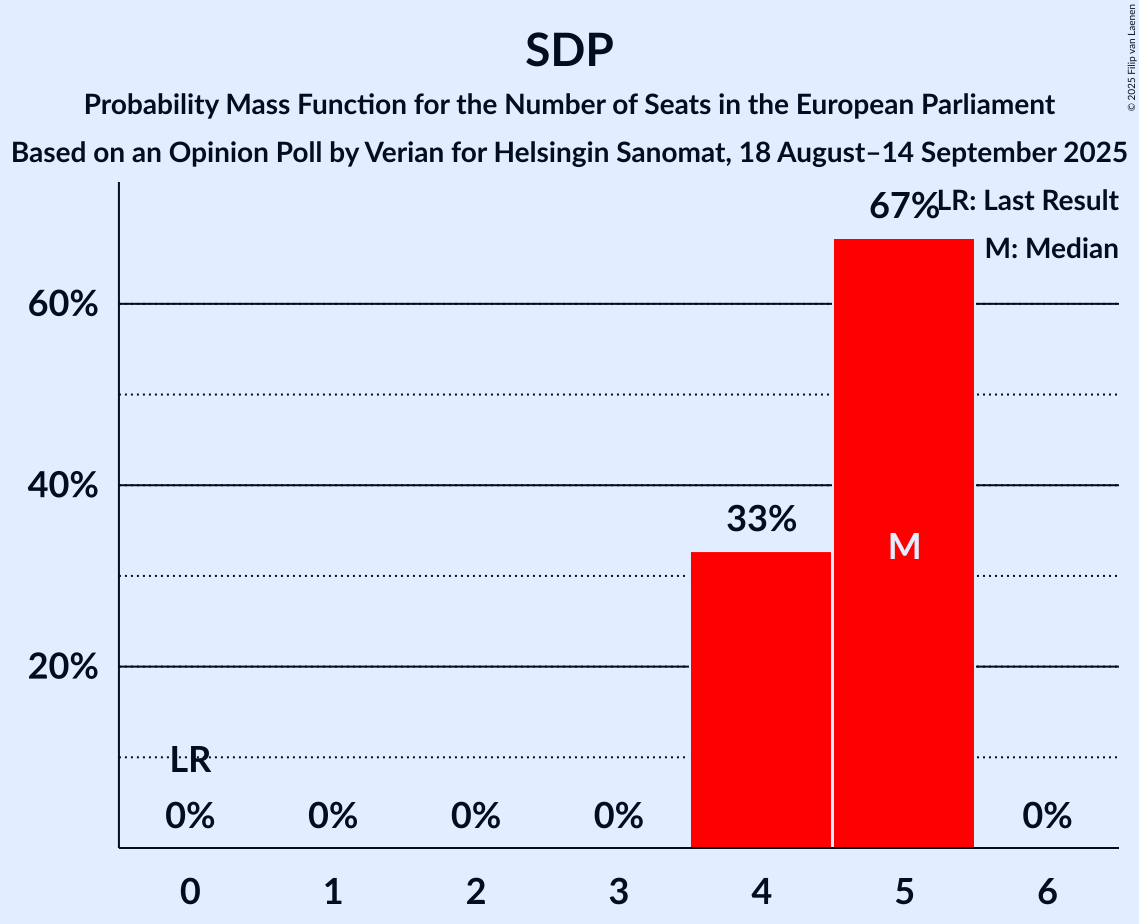 SDP
Probability Mass Function for the Number of Seats in the European Parliament
Based on an Opinion Poll by Verian for Helsingin Sanomat, 18 August–14 September 2025
© 2025 Filip van Laenen
67%
LR: Last Result
M: Median
60%
40%
33%
M
20%
LR
0% 0% 0% 0% 0%
0 1 2 3 4 5 6